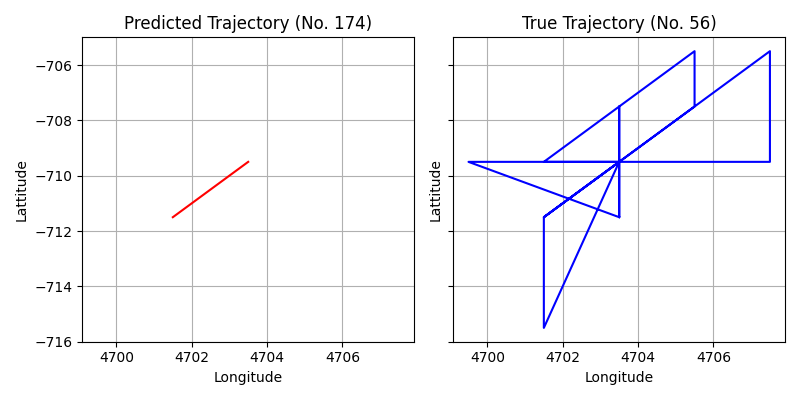 Predicted Trajectory (No. 174)
True Trajectory (No. 56)
−706
−708
−710
−712
−714
−716
Lattitude
Lattitude
4700 4702 4704 4706
4700 4702 4704 4706
Longitude
Longitude